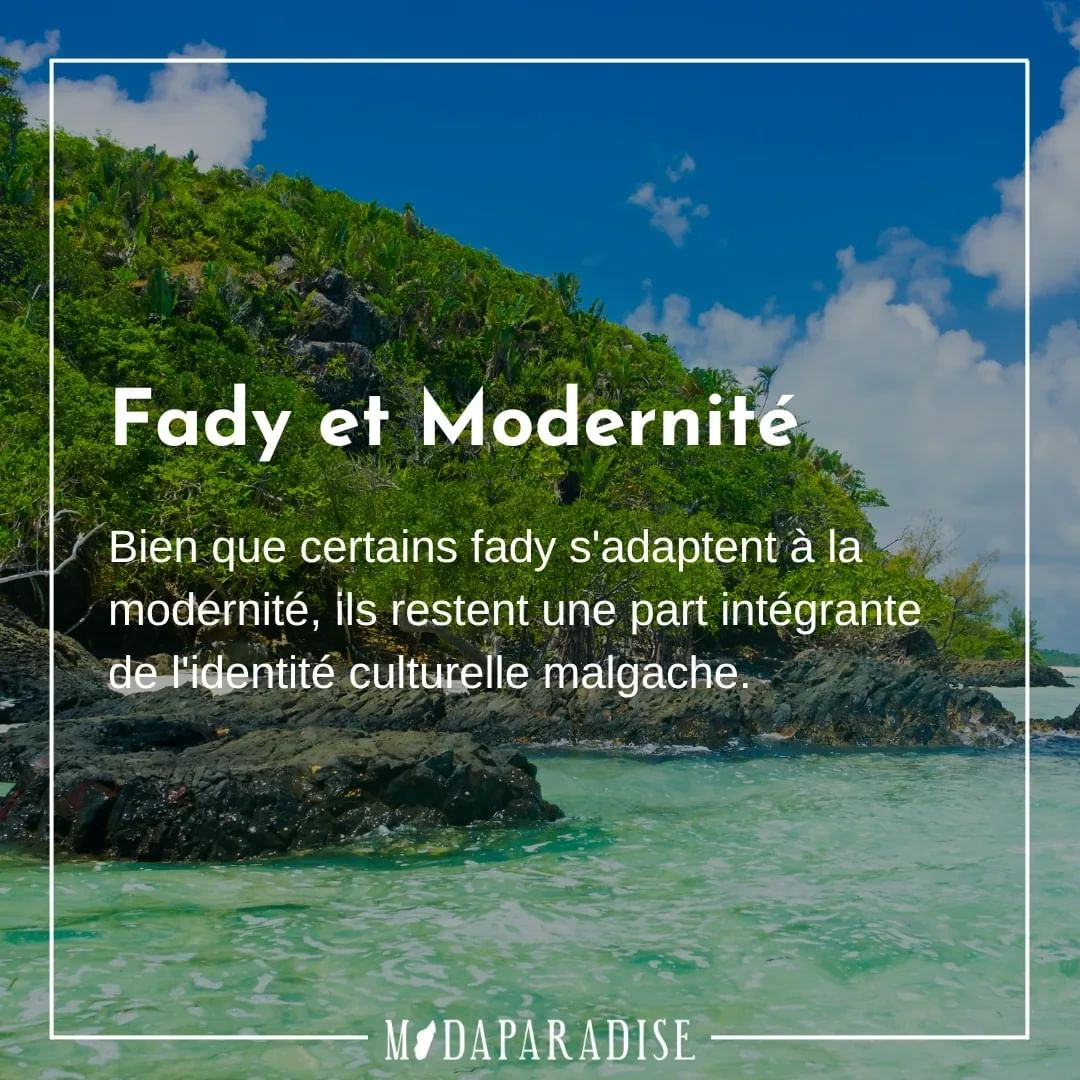 Fady et Modernité
Bien que certains fady s'adaptent à la
modernité, ils restent une part intégrante
de l'identité culturelle malgache.
MADAPARADISE